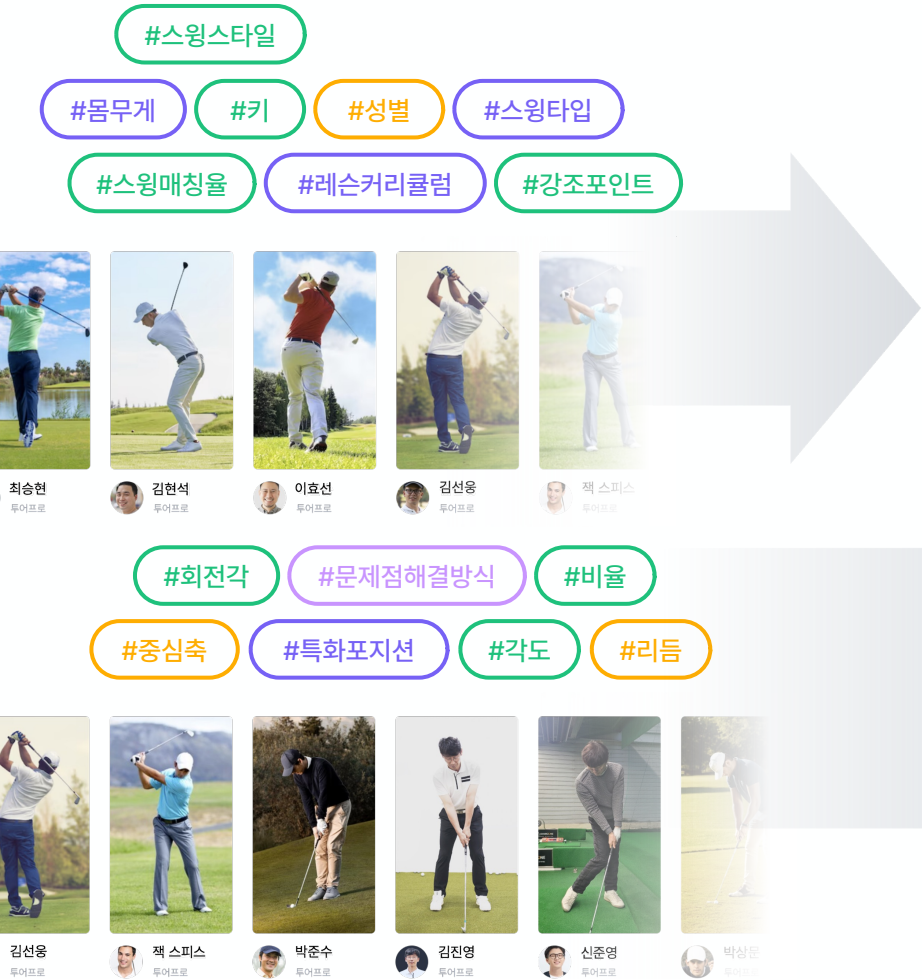 #스윙스타일
#몸무게 #키 #성별 #스윙타입
#스윙매칭율 #레슨커리큘럼 #강조포인트
최승현 김현석 이효선 김선웅 잭 스피스
투어프로 투어프로 투어프로 투어프로 투어프로
#회전각 #문제점해결방식 #비율
#중심축 #특화포지션 #각도 #리듬
김선웅 잭 스피스 박준수 김진영 신준영 박상문
투어프로 투어프로 투어프로 투어프로 투어프로 투어프로